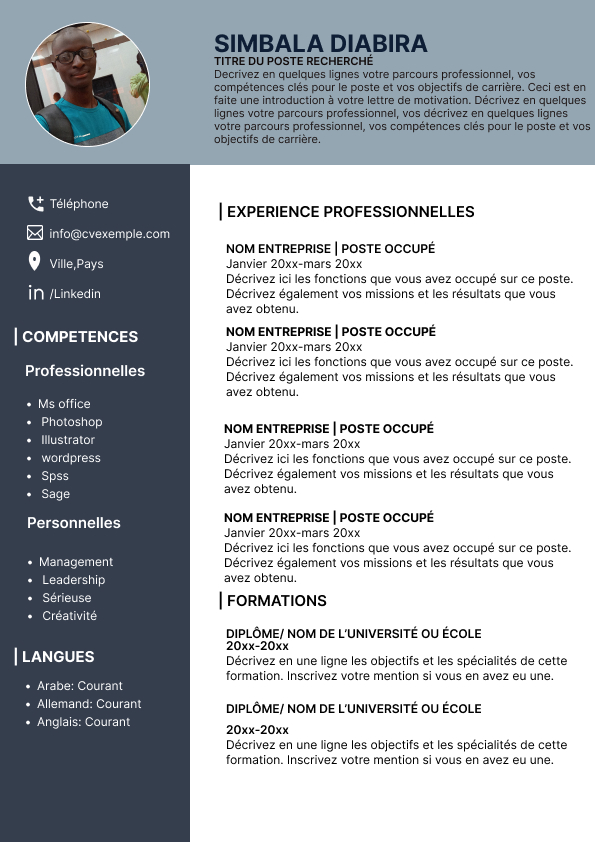 SIMBALA DIABIRA
TITRE DU POSTE RECHERCHÉ
Decrivez en quelques lignes votre parcours professionnel, vos
compétences clés pour le poste et vos objectifs de carrière. Ceci est en
faite une introduction à votre lettre de motivation. Décrivez en quelques
lignes votre parcours professionnel, vos décrivez en quelques lignes
votre parcours professionnel, vos compétences clés pour le poste et vos
objectifs de carrière.
Téléphone
info@cvexemple.com
Ville,Pays
in /Linkedin
| COMPETENCES
Professionnelles
• Ms office
• Photoshop
• Illustrator
• wordpress
• Spss
• Sage
Personnelles
• Management
• Leadership
• Sérieuse
• Créativité
| LANGUES
• Arabe: Courant
• Allemand: Courant
• Anglais: Courant
| EXPERIENCE PROFESSIONNELLES
NOM ENTREPRISE | POSTE OCCUPÉ
Janvier 20xx-mars 20xx
Décrivez ici les fonctions que vous avez occupé sur ce poste.
Décrivez également vos missions et les résultats que vous
avez obtenu.
NOM ENTREPRISE | POSTE OCCUPÉ
Janvier 20xx-mars 20xx
Décrivez ici les fonctions que vous avez occupé sur ce poste.
Décrivez également vos missions et les résultats que vous
avez obtenu.
NOM ENTREPRISE | POSTE OCCUPÉ
Janvier 20xx-mars 20xx
Décrivez ici les fonctions que vous avez occupé sur ce poste.
Décrivez également vos missions et les résultats que vous
avez obtenu.
NOM ENTREPRISE | POSTE OCCUPÉ
Janvier 20xx-mars 20xx
Décrivez ici les fonctions que vous avez occupé sur ce poste.
Décrivez également vos missions et les résultats que vous
avez obtenu.
| FORMATIONS
DIPLÔME/ NOM DE L’UNIVERSITÉ OU ÉCOLE
20xx-20xx
Décrivez en une ligne les objectifs et les spécialités de cette
formation. Inscrivez votre mention si vous en avez eu une.
DIPLÔME/ NOM DE L’UNIVERSITÉ OU ÉCOLE
20xx-20xx
Décrivez en une ligne les objectifs et les spécialités de cette
formation. Inscrivez votre mention si vous en avez eu une.